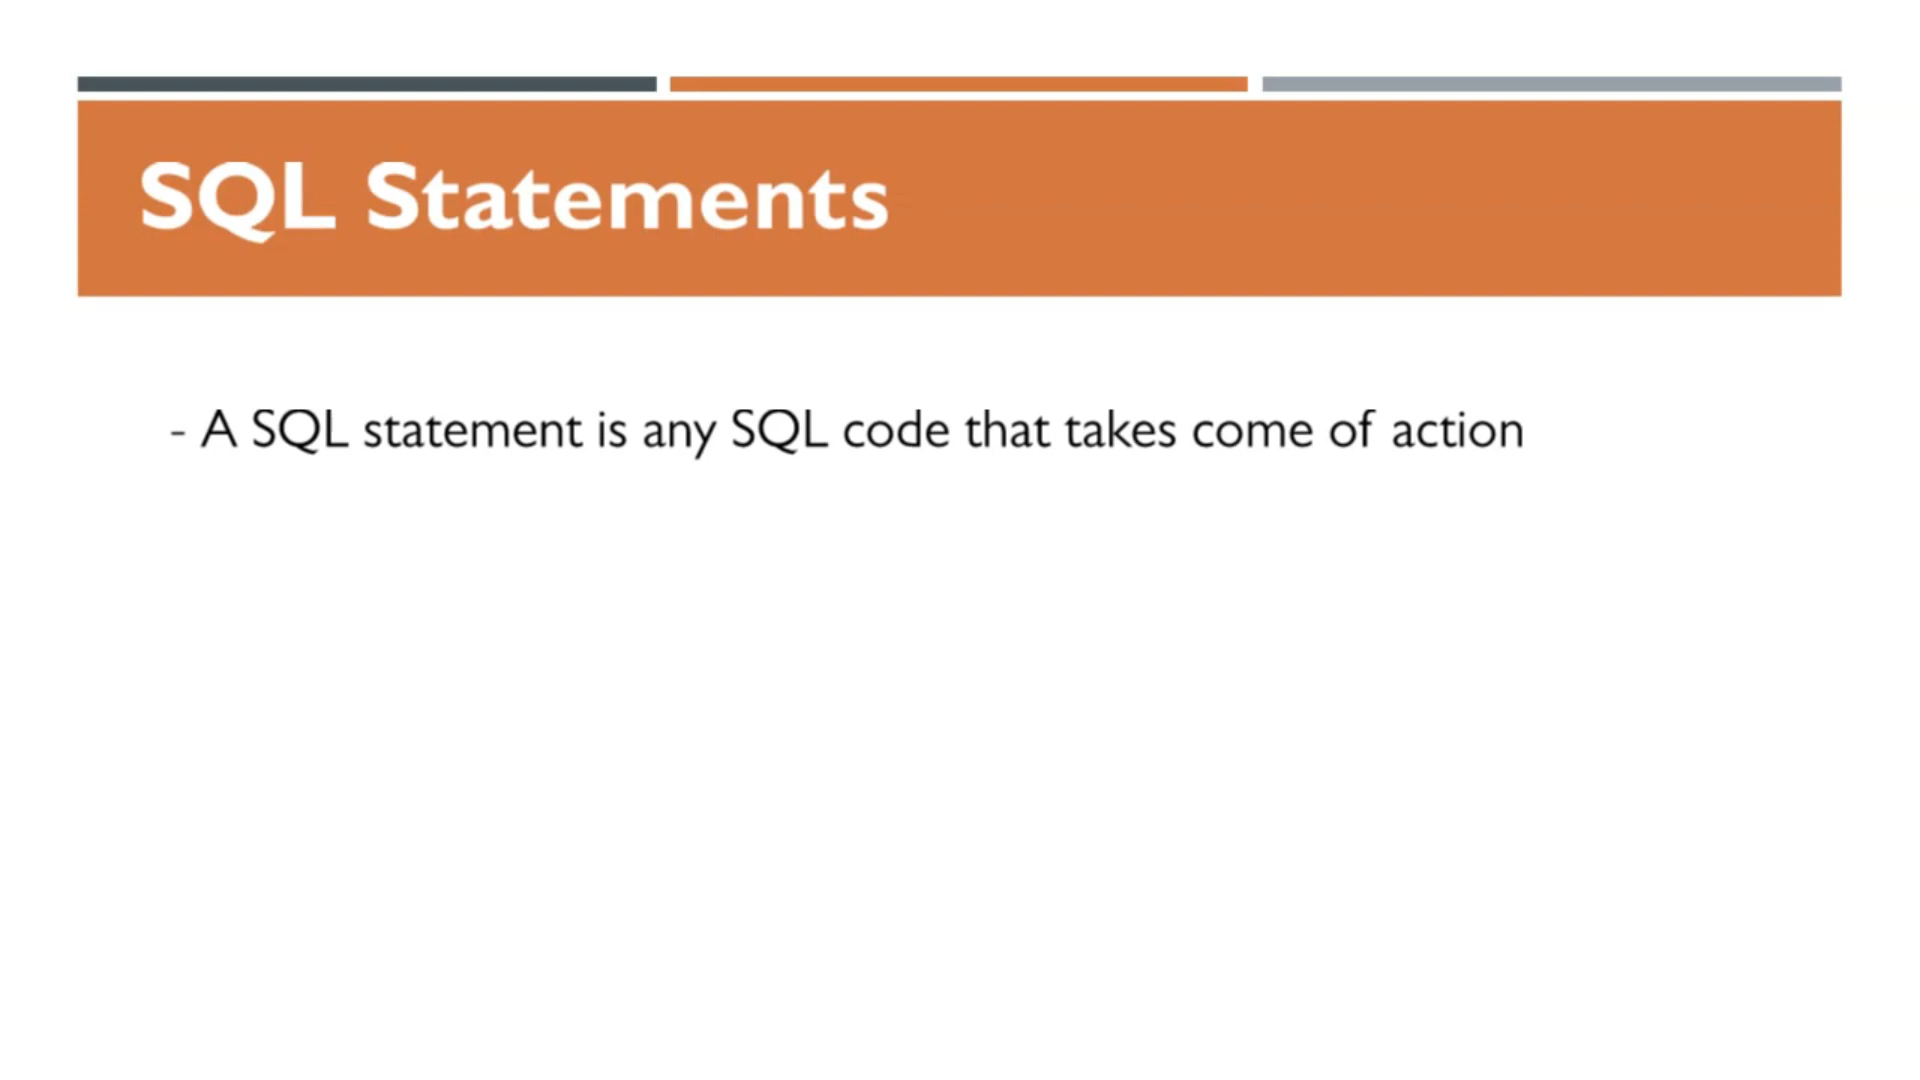 SQL Statements
- A SQL statement is any SQL code that takes come of action